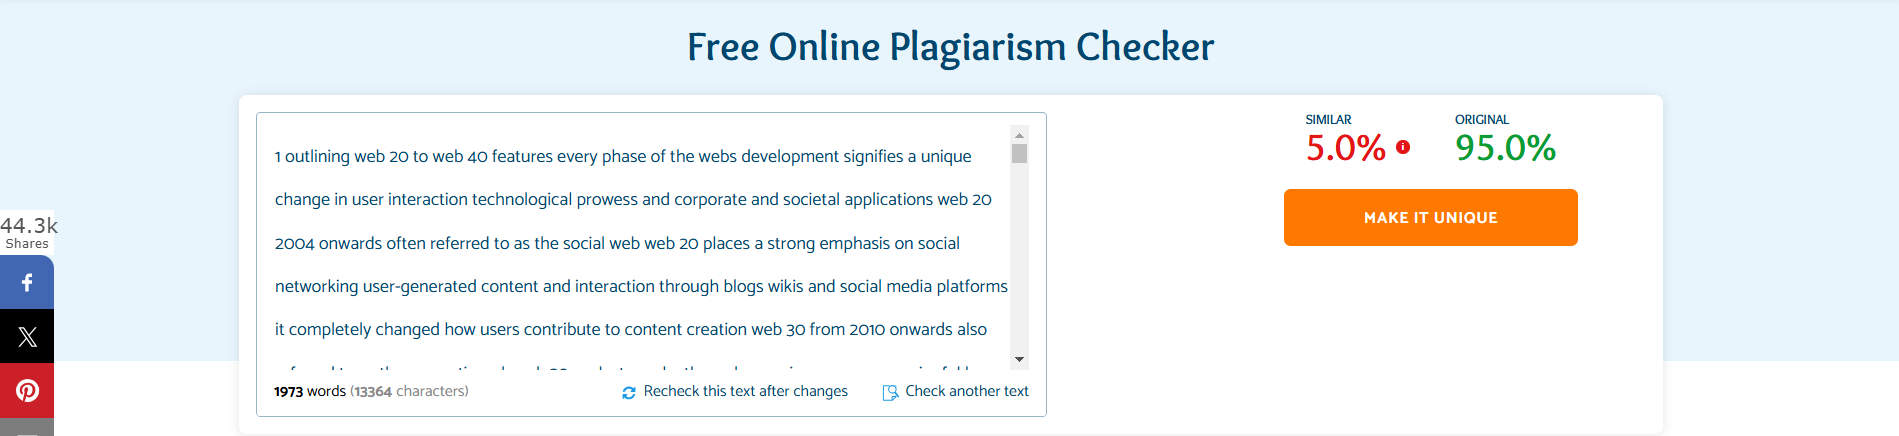 Free Online Plagiarism Checker
1 outlining web 20 to web 40 features every phase of the webs development signifies a unique
change in user interaction technological prowess and corporate and societal applications web 20
2004 onwards often referred to as the social web web 20 places a strong emphasis on social
networking user-generated content and interaction through blogs wikis and social media platforms
it completely changed how users contribute to content creation web 30 from 2010 onwards also
1973 words (13364 characters)
Recheck this text after changes
Check another text
SIMILAR
5.0%
ORIGINAL
95.0%
MAKE IT UNIQUE
44.3k
Shares